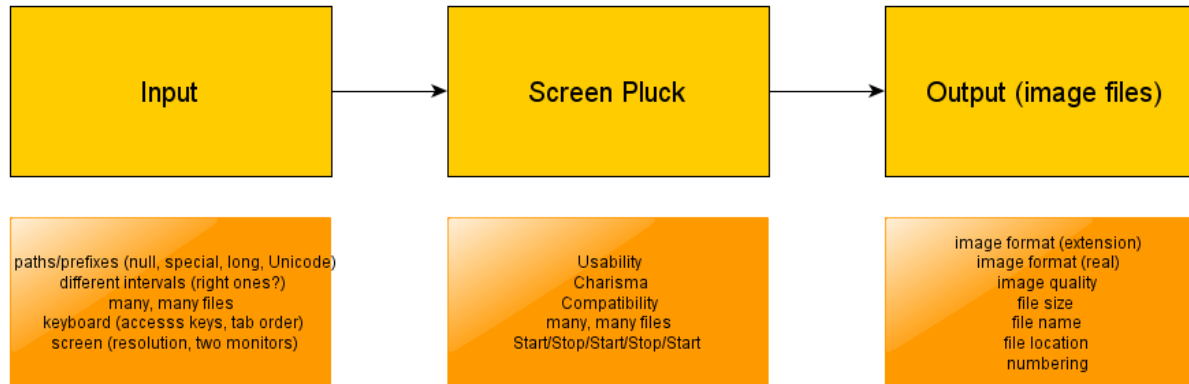 Input
Screen Pluck
Output (image files)
paths/prefixes (null, special, long, Unicode)
different intervals (right ones?)
many, many files
keyboard (accesss keys, tab order)
screen (resolution, two monitors)
Usability
Charisma
Compatibility
many, many files
Start/Stop/Start/Stop/Start
image format (extension)
image format (real)
image quality
file size
file name
file location
numbering